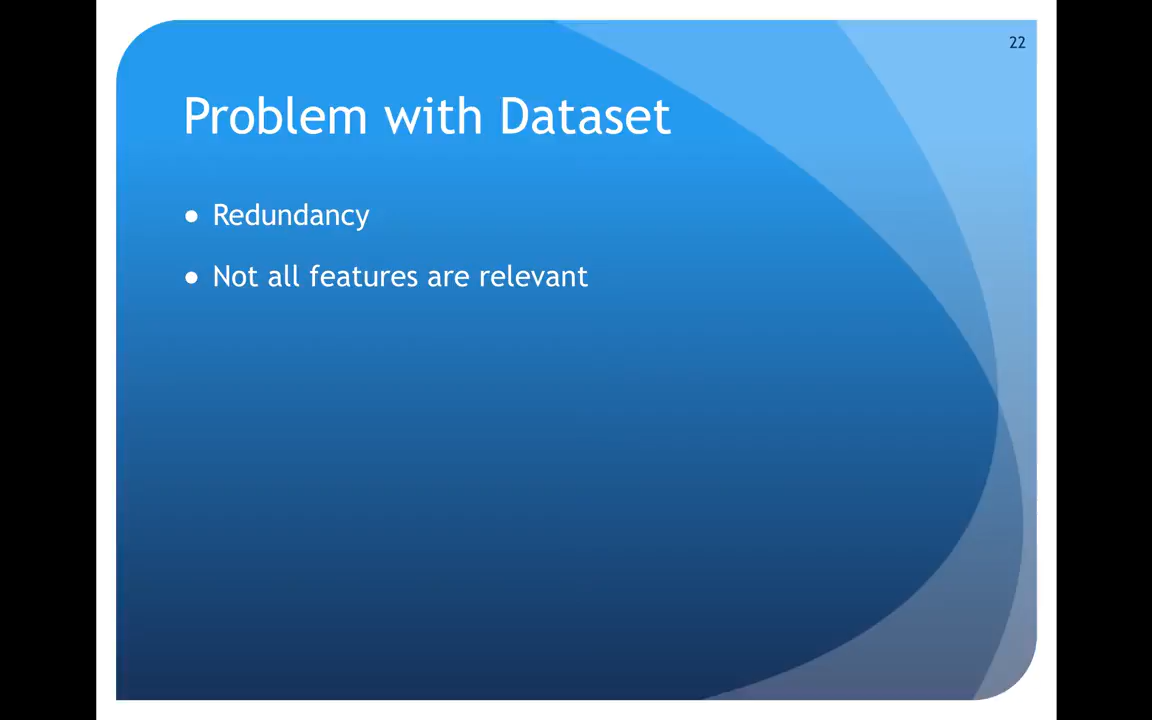 22
Problem with Dataset
● Redundancy
● Not all features are relevant